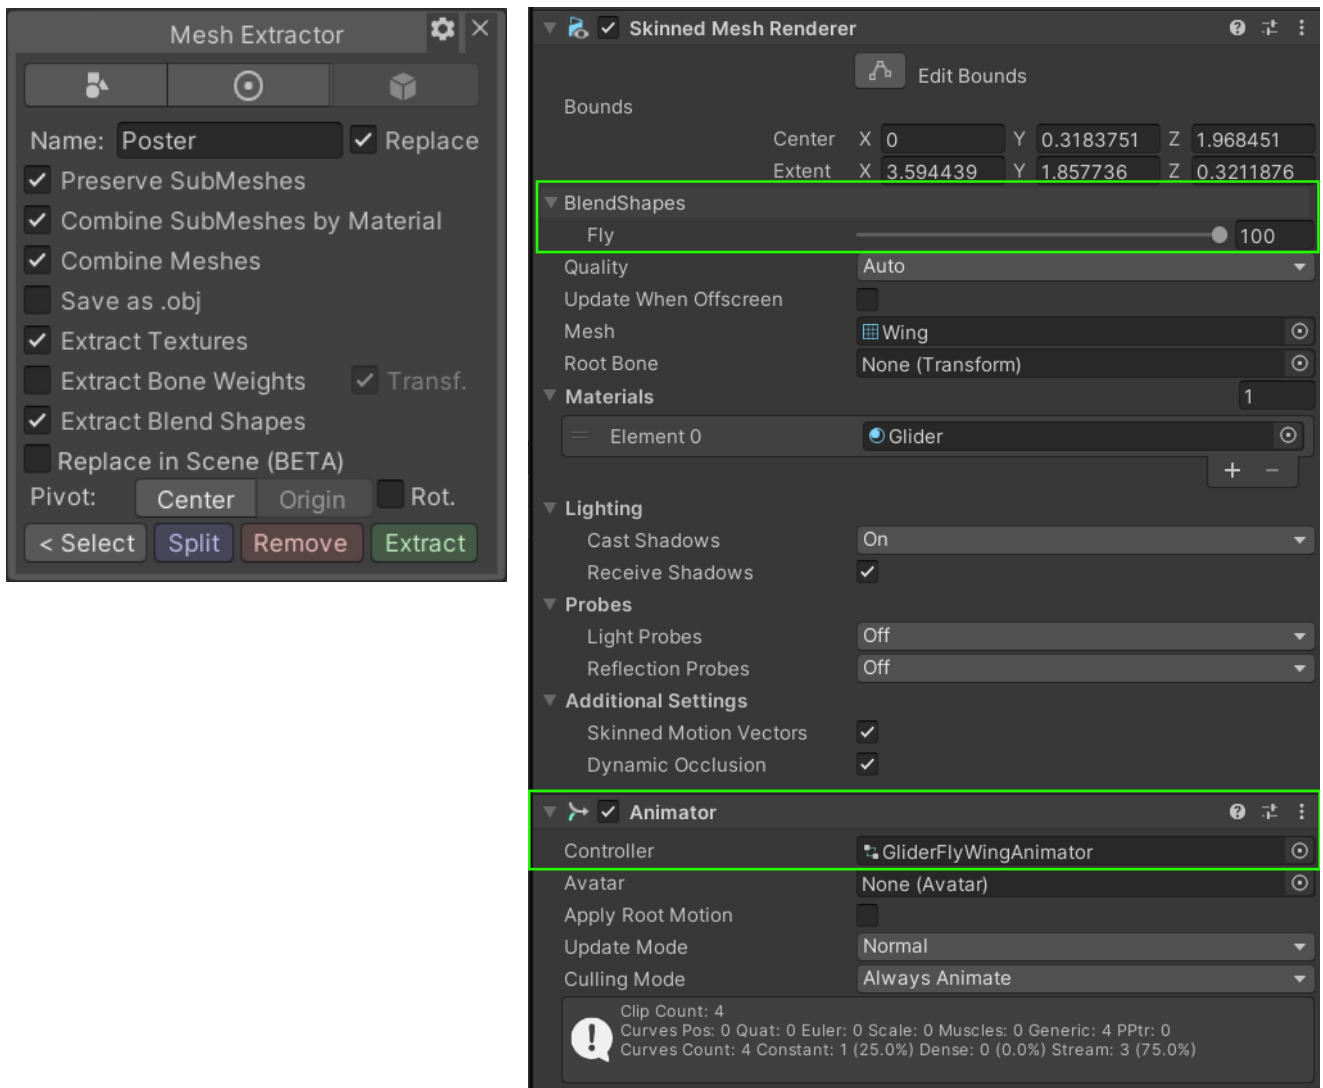 Mesh Extractor
Name: Poster Replace
Preserve SubMeshes
Combine SubMeshes by Material
Combine Meshes
Save as .obj
Extract Textures
Extract Bone Weights Transf.
Extract Blend Shapes
Replace in Scene (BETA)
Pivot: Center Origin Rot.
< Select Split Remove Extract
Skinned Mesh Renderer
Edit Bounds
Bounds
Center X 0 Y 0.3183751 Z 1.968451
Extent X 3.594439 Y 1.857736 Z 0.3211876
BlendShapes
Fly 100
Quality Auto
Update When Offscreen
Mesh Wing
Root Bone None (Transform)
Materials 1
Element 0 Glider
+ −
Lighting
Cast Shadows On
Receive Shadows
Probes
Light Probes Off
Reflection Probes Off
Additional Settings
Skinned Motion Vectors
Dynamic Occlusion
Animator
Controller GliderFlyWingAnimator
Avatar None (Avatar)
Apply Root Motion
Update Mode Normal
Culling Mode Always Animate
Clip Count: 4
Curves Pos: 0 Quat: 0 Euler: 0 Scale: 0 Muscles: 0 Generic: 4 PPtr: 0
Curves Count: 4 Constant: 1 (25.0%) Dense: 0 (0.0%) Stream: 3 (75.0%)